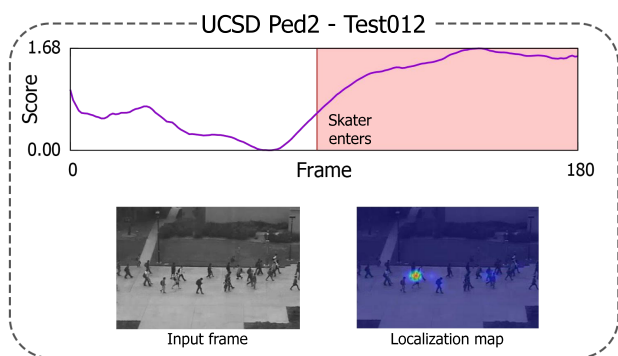 UCSD Ped2 - Test012
1.68
Score
0.00
Skater
enters
0
Frame
180
Input frame
Localization map